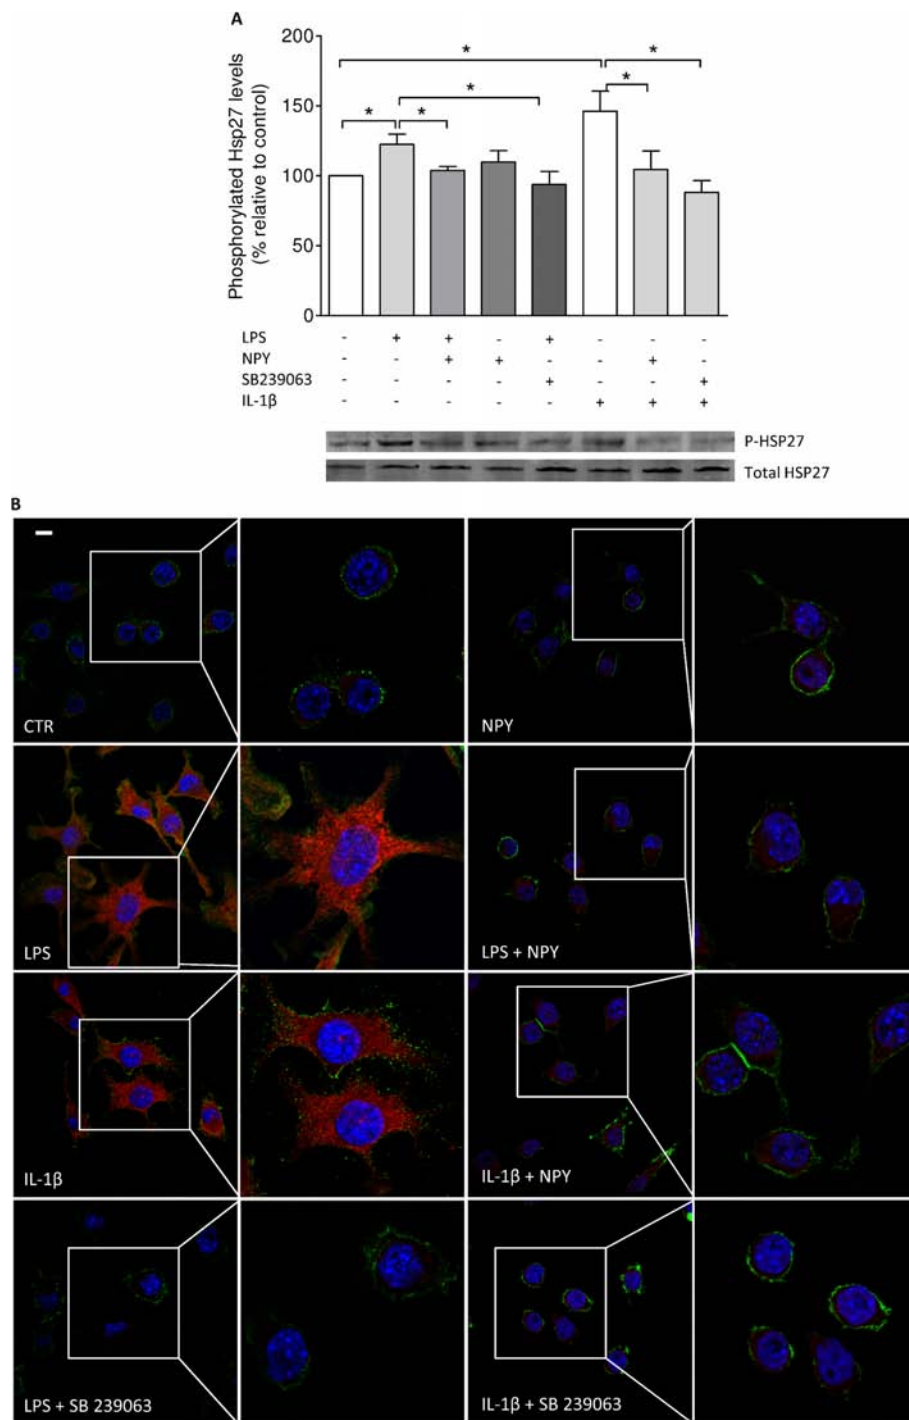 A
Phosphorylated Hsp27 levels
(% relative to control)
200
150
100
50
0
* * * * * *
LPS - + + - + - - -
NPY - - + + - - + -
SB239063 - - - - + - - +
IL-1β - - - - - + + +
P-HSP27
Total HSP27
B
CTR
NPY
LPS
LPS + NPY
IL-1β
IL-1β + NPY
LPS + SB 239063
IL-1β + SB 239063